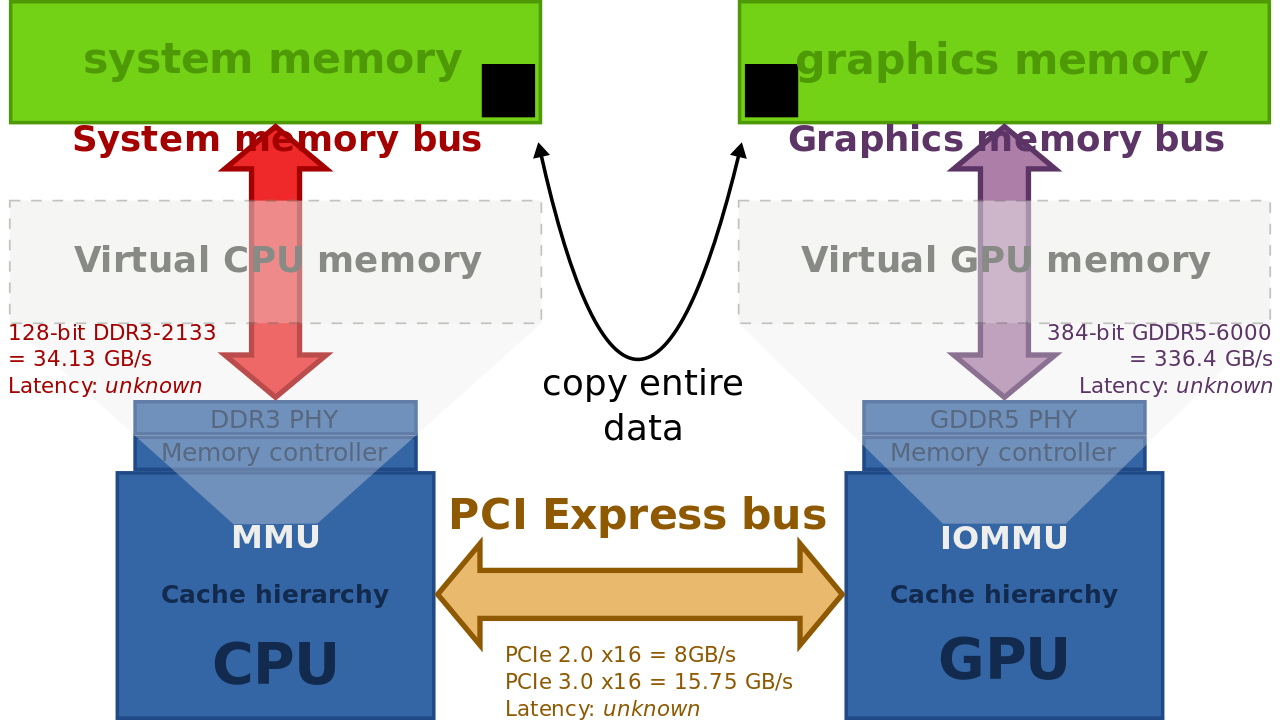 system memory
graphics memory
System memory bus
Graphics memory bus
Virtual CPU memory
Virtual GPU memory
128-bit DDR3-2133
= 34.13 GB/s
Latency: unknown
384-bit GDDR5-6000
= 336.4 GB/s
Latency: unknown
copy entire
data
DDR3 PHY
Memory controller
GDDR5 PHY
Memory controller
PCI Express bus
MMU
Cache hierarchy
CPU
IOMMU
Cache hierarchy
GPU
PCIe 2.0 x16 = 8GB/s
PCIe 3.0 x16 = 15.75 GB/s
Latency: unknown